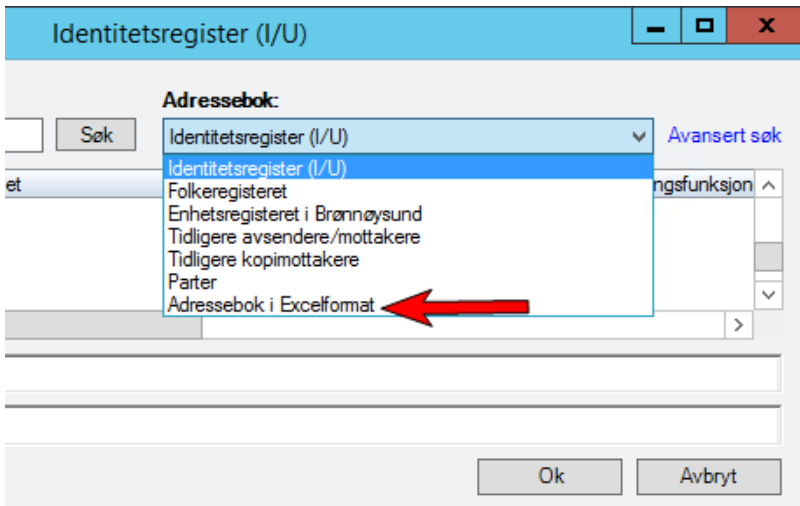 Identitetsregister (I/U)
Adressebok:
Søk
Identitetsregister (I/U)
Avansert søk
Identitetsregister (I/U)
et
ngsfunksjon
Folkeregisteret
Enhetsregisteret i Brønnøysund
Tidligere avsendere/mottakere
Tidligere kopimottakere
Parter
Adressebok i Excelformat
Ok
Avbryt